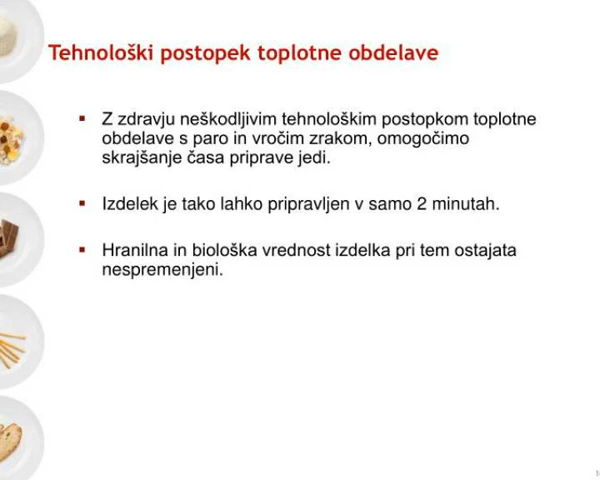 Tehnološki postopek toplotne obdelave
Z zdravju neškodljivim tehnološkim postopkom toplotne
obdelave s paro in vročim zrakom, omogočimo
skrajšanje časa priprave jedi.
Izdelek je tako lahko pripravljen v samo 2 minutah.
Hranilna in biološka vrednost izdelka pri tem ostajata
nespremenjeni.